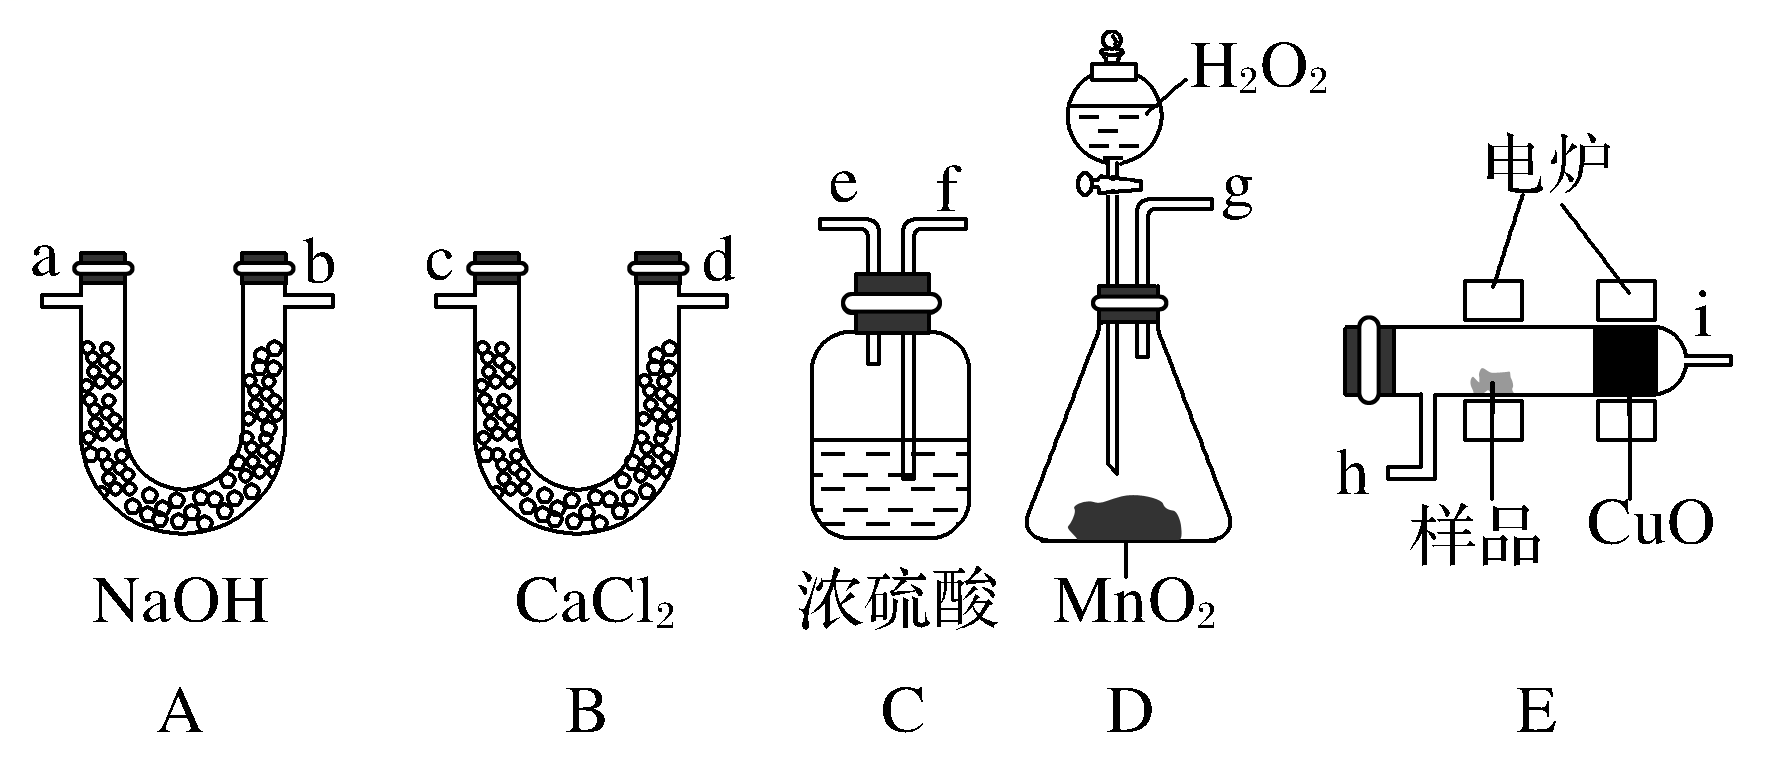 H₂O₂
电炉
a
b
c
d
e
f
g
h
i
样品
CuO
NaOH
CaCl₂
浓硫酸
MnO₂
A
B
C
D
E